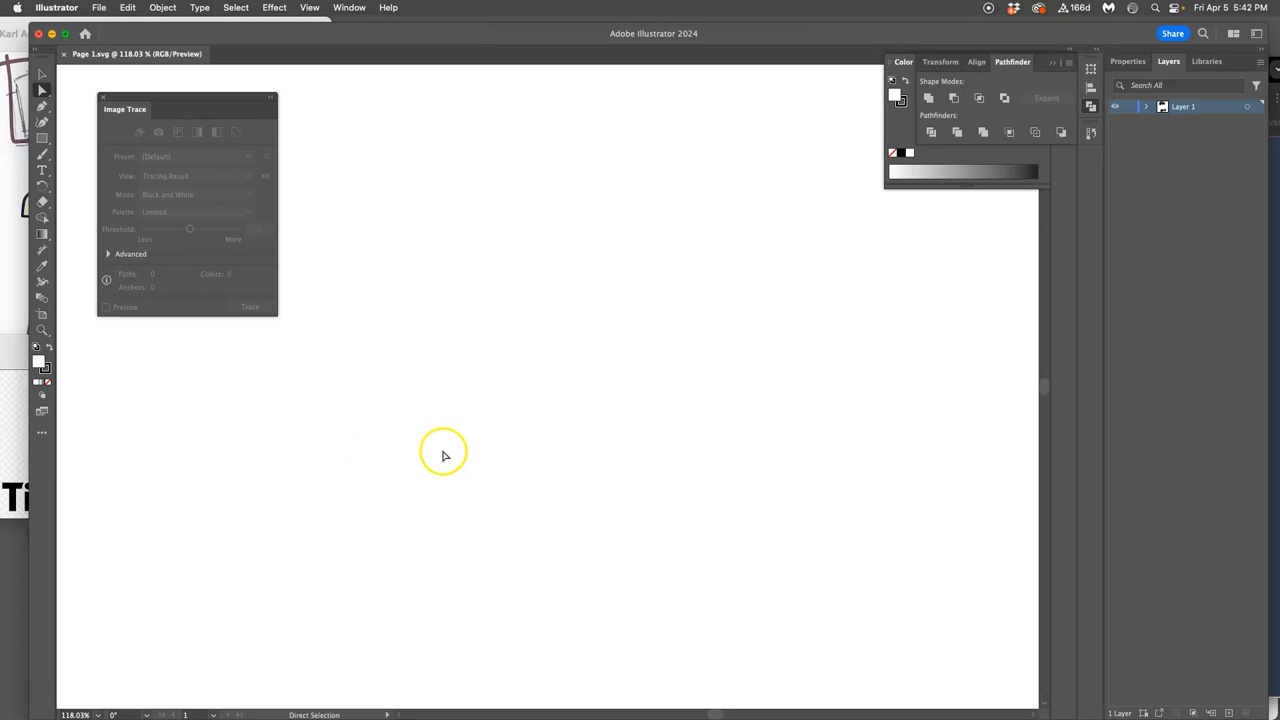 Illustrator File Edit Object Type Select Effect View Window Help 166d Fri Apr 5 5:42 PM
Karl A
Adobe Illustrator 2024
Share
Page 1.svg @ 118.03 % (RGB/Preview)
Image Trace
Preset: [Default]
View: Tracing Result
Mode: Black and White
Palette: Limited
Threshold:
Less More
Advanced
Paths: 0 Colors: 0
Anchors: 0
Preview Trace
Color Transform Align Pathfinder
Shape Modes:
Expand
Pathfinders:
Properties Layers Libraries
Search All
Layer 1
Ti
118.03% 0° 1 Direct Selection
1 Layer